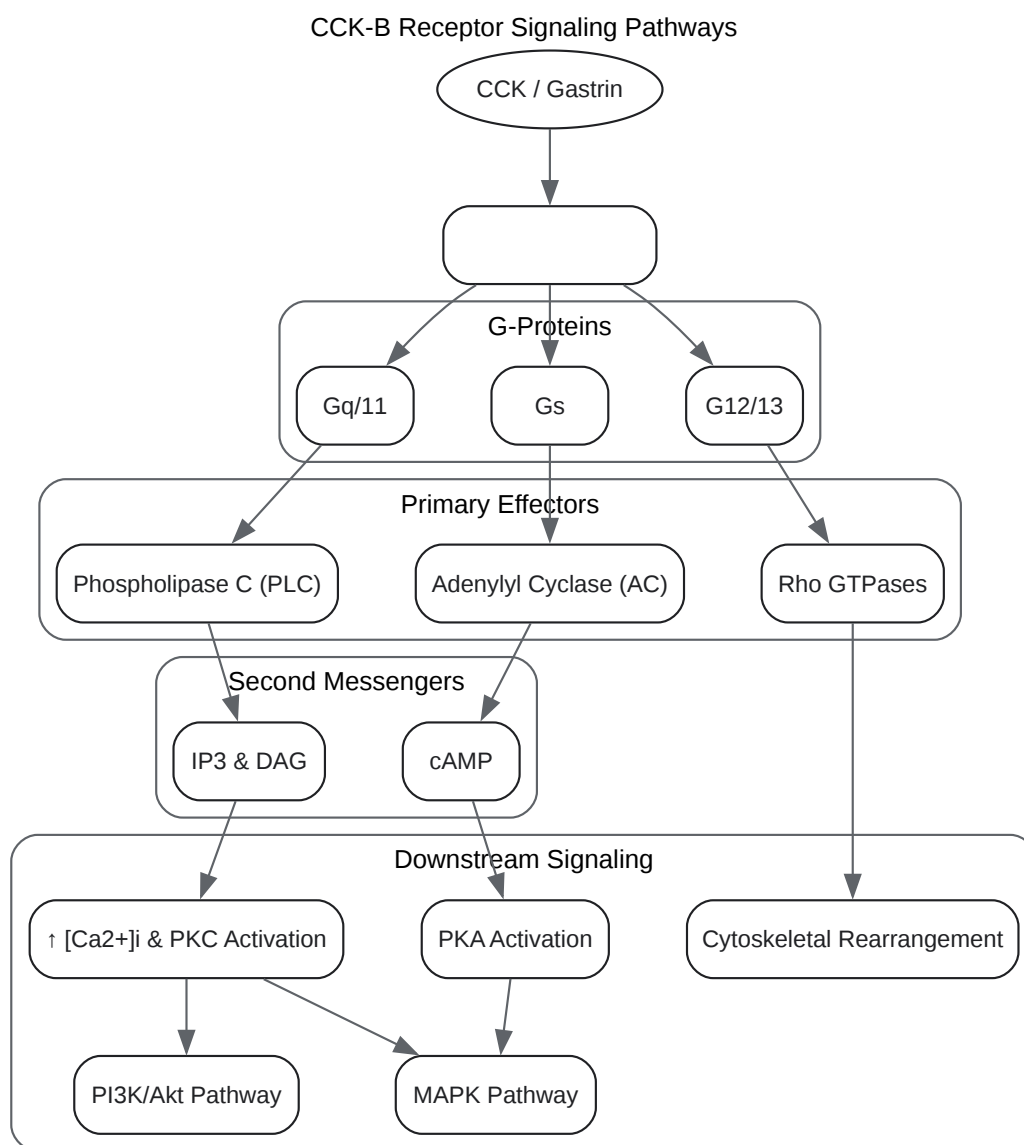 CCK-B Receptor Signaling Pathways
CCK / Gastrin
G-Proteins
Gq/11
Gs
G12/13
Primary Effectors
Phospholipase C (PLC)
Adenylyl Cyclase (AC)
Rho GTPases
Second Messengers
IP3 & DAG
cAMP
Downstream Signaling
↑ [Ca2+]i & PKC Activation
PKA Activation
Cytoskeletal Rearrangement
PI3K/Akt Pathway
MAPK Pathway